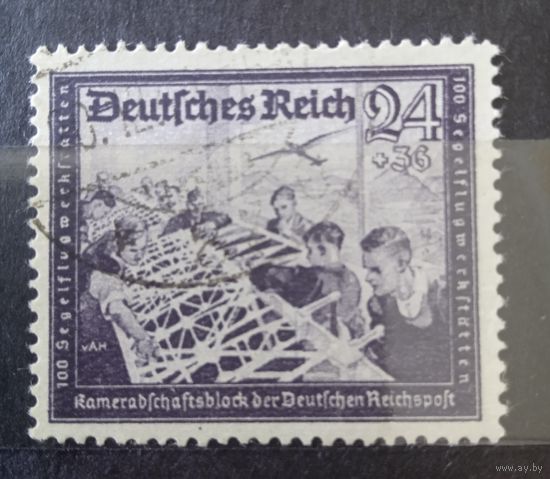 Deutsches Reich 24
+36
100 Segelflugwerkstätten
100 Segelflugwerkstätten
vAH
Kameradschaftsblock der Deutschen Reichspost
www.ay.by